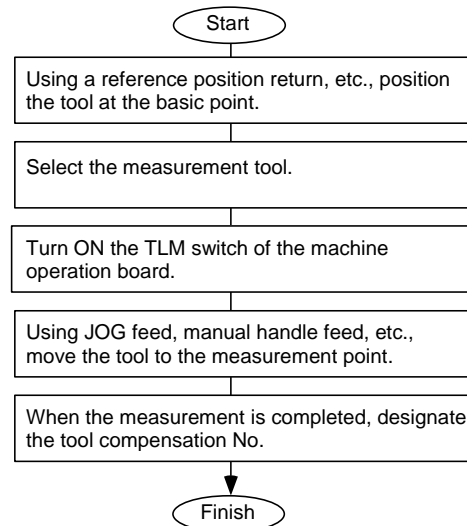 Start
Using a reference position return, etc., position
the tool at the basic point.
Select the measurement tool.
Turn ON the TLM switch of the machine
operation board.
Using JOG feed, manual handle feed, etc.,
move the tool to the measurement point.
When the measurement is completed, designate
the tool compensation No.
Finish